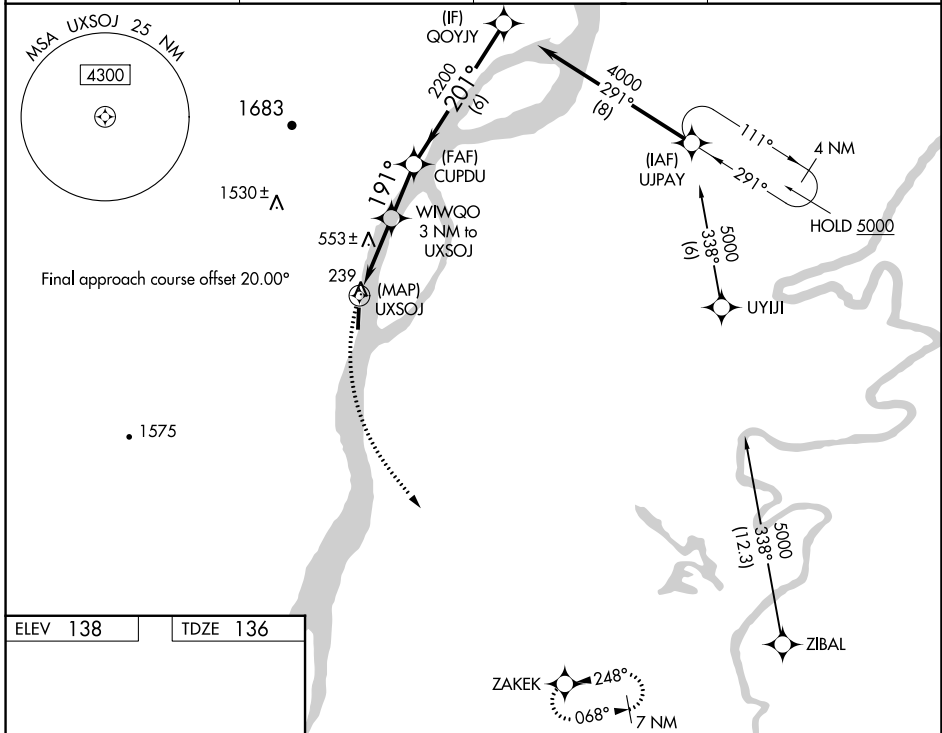 MSA UXSOJ 25 NM
4300
1683
1530±
553±
239
Final approach course offset 20.00°
1575
(IF)
QOYJY
2200
201°
(6)
(FAF)
CUPDU
191°
WIWQO
3 NM to
UXSOJ
(MAP)
UXSOJ
4000
291°
(8)
(IAF)
UJPAY
111°
291°
4 NM
HOLD 5000
5000
338°
(6)
UYIJI
5000
338°
(12.3)
ZIBAL
ZAKEK
248°
068°
7 NM
ELEV 138
TDZE 136